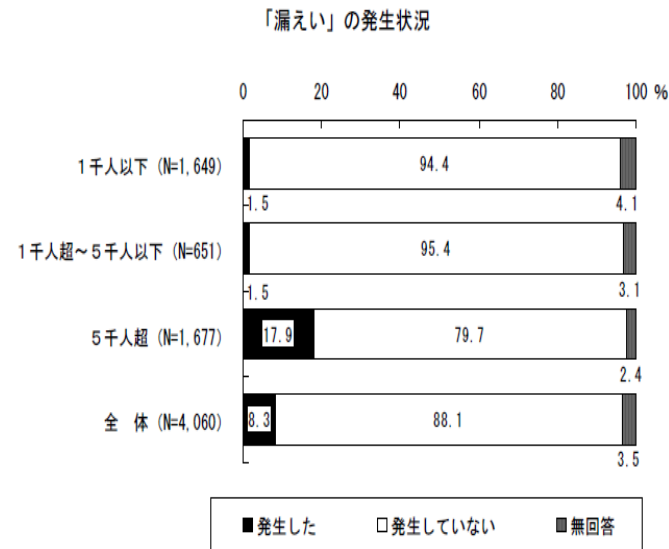 「漏えい」の発生状況
0 20 40 60 80 100 %
1千人以下 (N=1,649) 94.4
1.5 4.1
1千人超～5千人以下 (N=651) 95.4
1.5 3.1
5千人超 (N=1,677) 17.9 79.7
2.4
全 体 (N=4,060) 8.3 88.1
3.5
■発生した □発生していない ■無回答